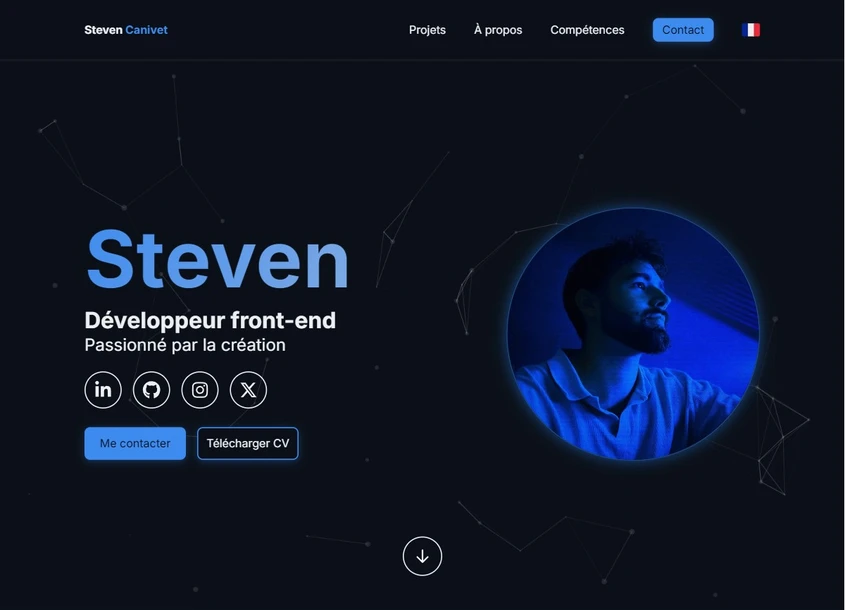 Steven Canivet
Projets
À propos
Compétences
Contact
Steven
Développeur front-end
Passionné par la création
Me contacter
Télécharger CV